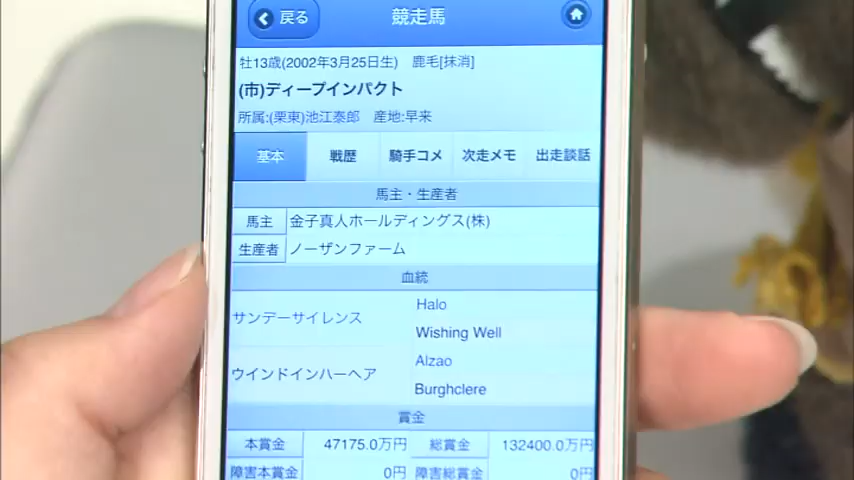 戻る 競走馬
牡13歳(2002年3月25日生) 鹿毛[抹消]
(市)ディープインパクト
所属:(栗東)池江泰郎 産地:早来
基本 戦歴 騎手コメ 次走メモ 出走談話
馬主・生産者
馬主 金子真人ホールディングス(株)
生産者 ノーザンファーム
血統
サンデーサイレンス
Halo
Wishing Well
ウインドインハーヘア
Alzao
Burghclere
賞金
本賞金 47175.0万円 総賞金 132400.0万円
障害本賞金 0円 障害総賞金 0円